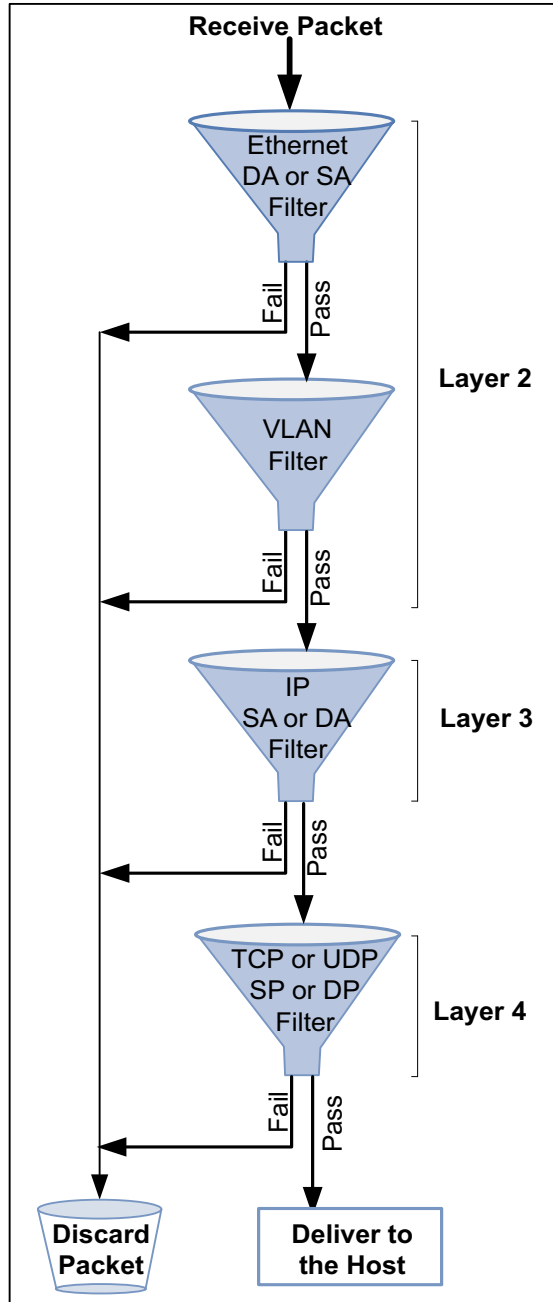 Receive Packet
Ethernet
DA or SA
Filter
Fail
Pass
Layer 2
VLAN
Filter
Fail
Pass
IP
SA or DA
Filter
Layer 3
Fail
Pass
TCP or UDP
SP or DP
Filter
Layer 4
Fail
Pass
Discard
Packet
Deliver to
the Host